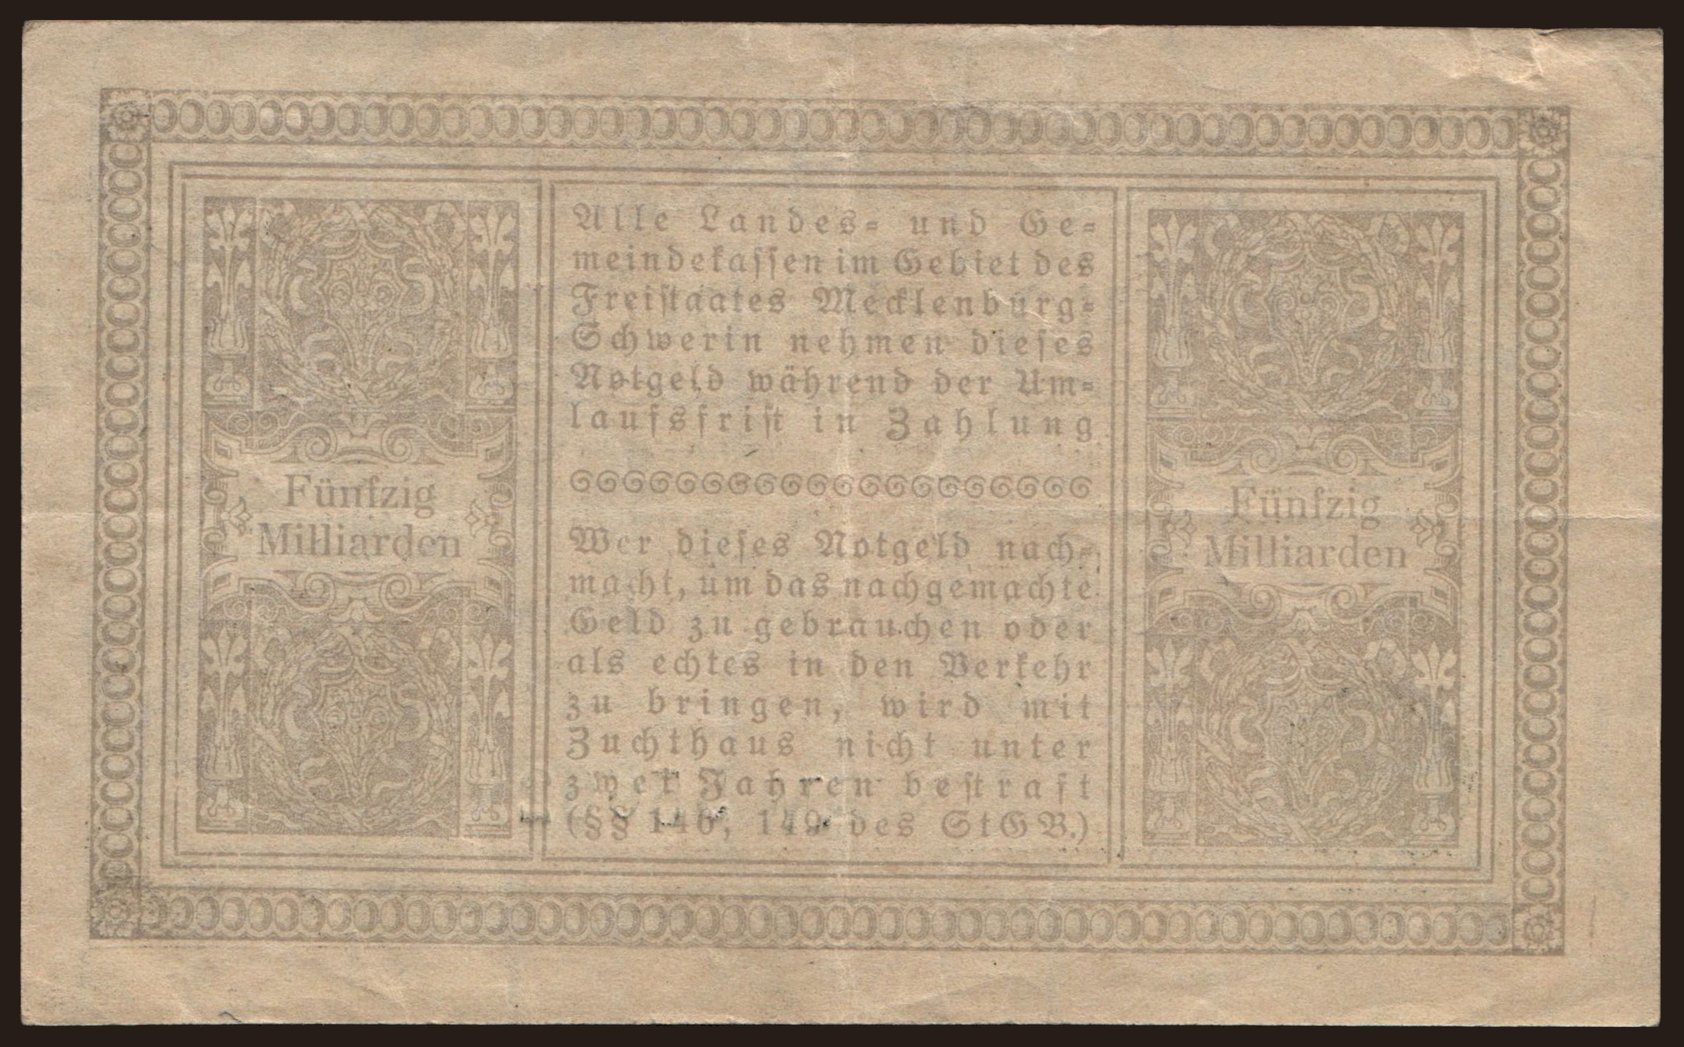 Alle Landes- und Ge-
meindekassen im Gebiet des
Freistaates Mecklenburg-
Schwerin nehmen dieses
Notgeld während der Um-
laufsfrist in Zahlung
Fünfzig
Milliarden
Fünfzig
Milliarden
Wer dieses Notgeld nach-
macht, um das nachgemachte
Geld zu gebrauchen oder
als echtes in den Verkehr
zu bringen, wird mit
Zuchthaus nicht unter
zwei Jahren bestraft
(§§ 146, 149 des StGB.)